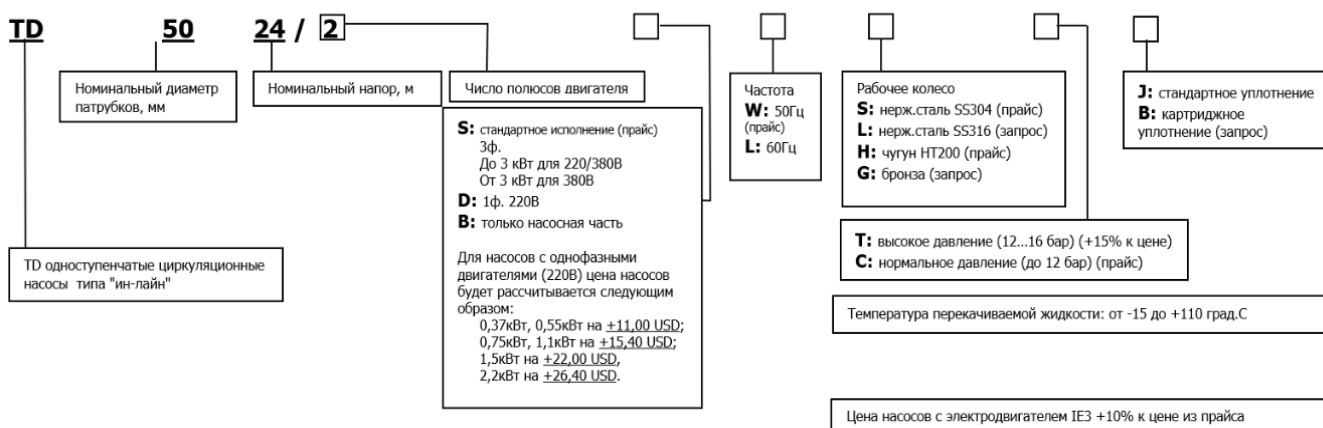 TD 50 24 / 2
Номинальный диаметр
патрубков, мм
Номинальный напор, м
Число полюсов двигателя
S: стандартное исполнение (прайс)
3ф.
До 3 кВт для 220/380В
От 3 кВт для 380В
D: 1ф. 220В
B: только насосная часть
Для насосов с однофазными
двигателями (220В) цена насосов
будет рассчитывается следующим
образом:
0,37кВт, 0,55кВт на +11,00 USD;
0,75кВт, 1,1кВт на +15,40 USD;
1,5кВт на +22,00 USD,
2,2кВт на +26,40 USD.
Частота
W: 50Гц
(прайс)
L: 60Гц
Рабочее колесо
S: нерж.сталь SS304 (прайс)
L: нерж.сталь SS316 (запрос)
H: чугун HT200 (прайс)
G: бронза (запрос)
J: стандартное уплотнение
B: картриджное
уплотнение (запрос)
T: высокое давление (12...16 бар) (+15% к цене)
C: нормальное давление (до 12 бар) (прайс)
TD одноступенчатые циркуляционные
насосы типа "ин-лайн"
Температура перекачиваемой жидкости: от -15 до +110 град.С
Цена насосов с электродвигателем IE3 +10% к цене из прайса